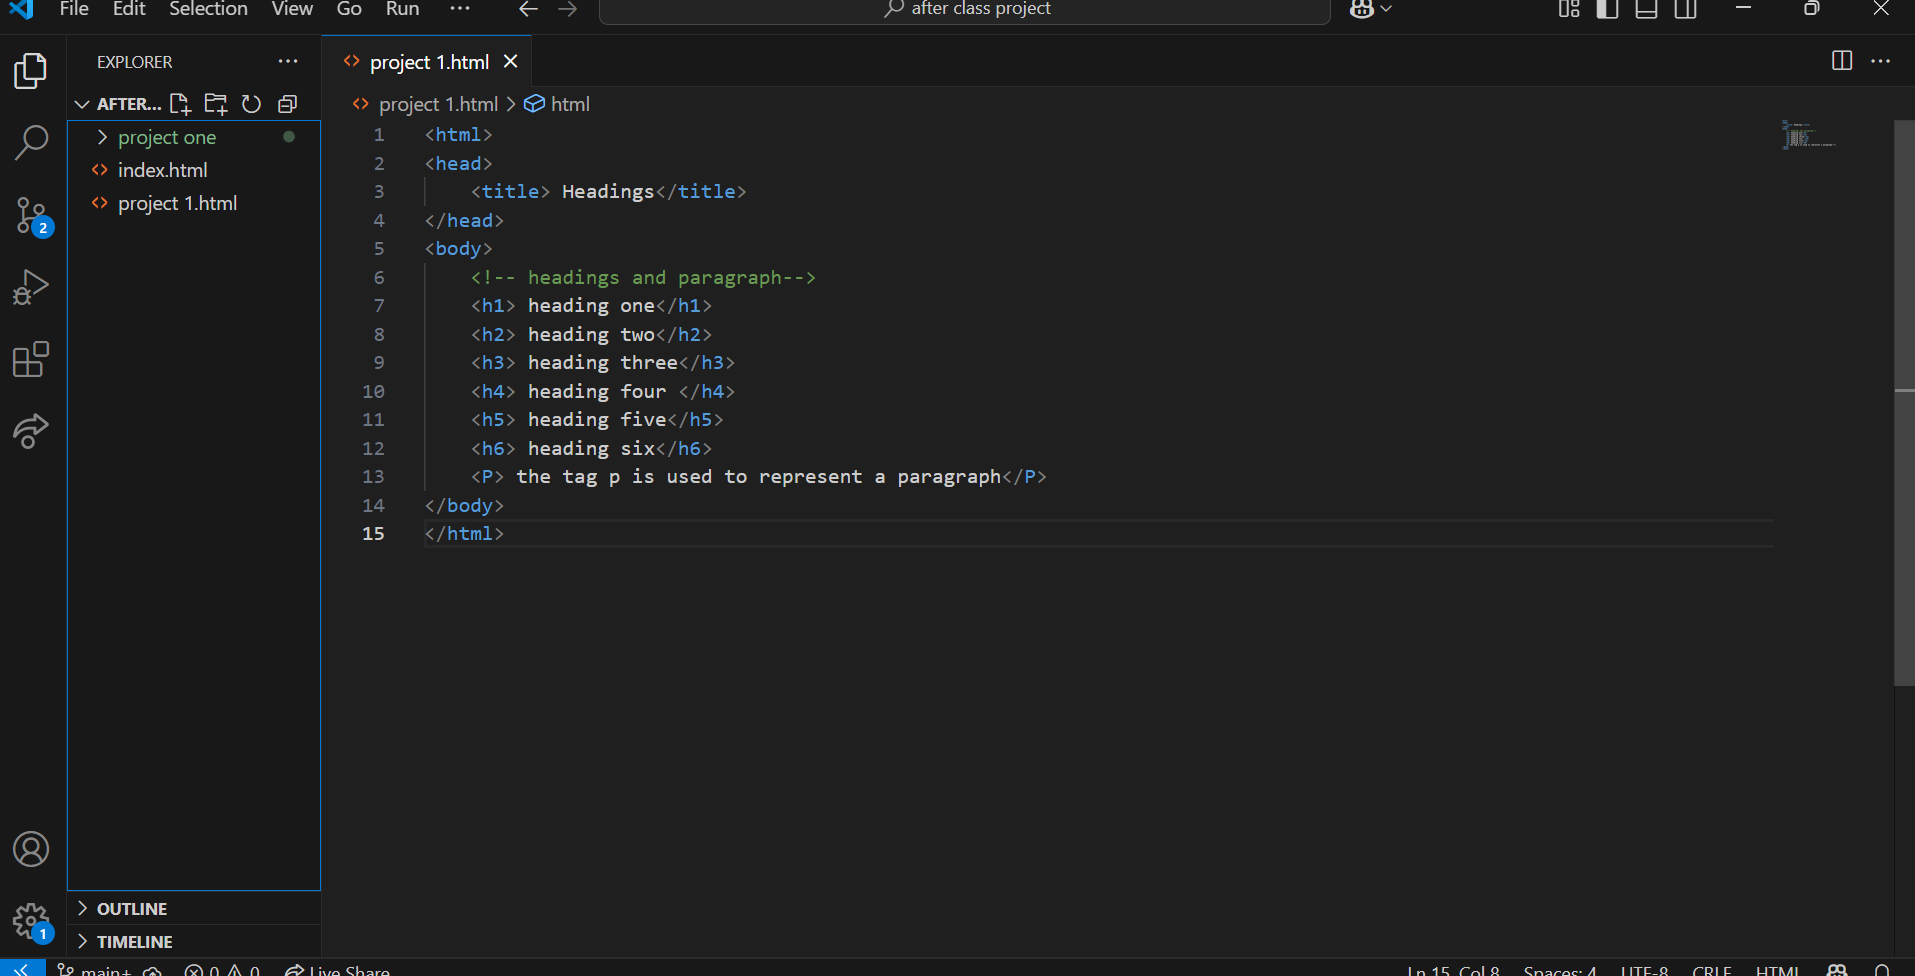 File Edit Selection View Go Run ··· after class project
EXPLORER ···
project 1.html
AFTER...
project 1.html > html
project one
index.html
project 1.html
2
1 <html>
2 <head>
3 <title> Headings</title>
4 </head>
5 <body>
6 <!-- headings and paragraph-->
7 <h1> heading one</h1>
8 <h2> heading two</h2>
9 <h3> heading three</h3>
10 <h4> heading four </h4>
11 <h5> heading five</h5>
12 <h6> heading six</h6>
13 <P> the tag p is used to represent a paragraph</P>
14 </body>
15 </html>
OUTLINE
1
TIMELINE
main+ 0 0 Live Share Ln 15, Col 8 Spaces: 4 UTF-8 CRLF HTML